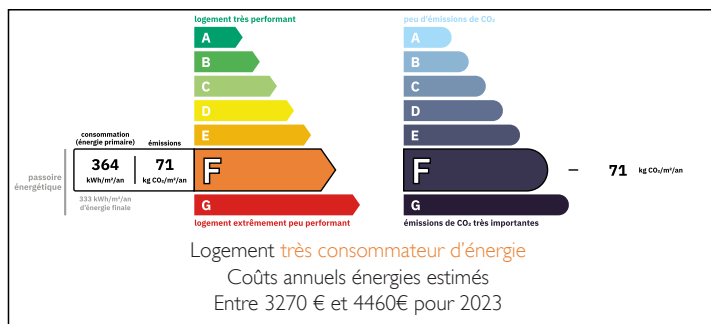 logement très performant
A
B
C
D
E
consommation
(énergie primaire)
émissions
364
kWh/m²/an
71
kg CO₂/m²/an
F
passoire
énergétique
333 kWh/m²/an
d'énergie finale
G
logement extrêmement peu performant
peu d'émissions de CO₂
A
B
C
D
E
F
71 kg CO₂/m²/an
G
émissions de CO₂ très importantes
Logement très consommateur d'énergie
Coûts annuels énergies estimés
Entre 3270 € et 4460€ pour 2023